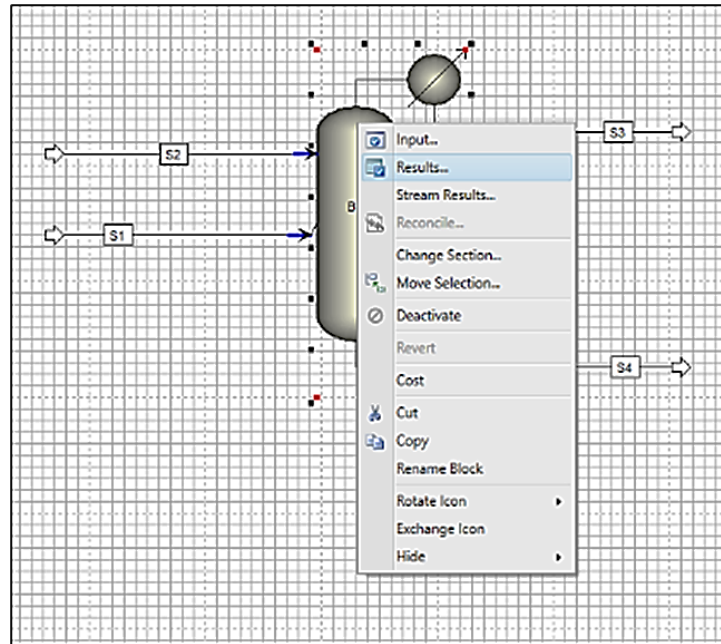 S3
S2
S1
B
S4
Input...
Results...
Stream Results...
Reconcile...
Change Section...
Move Selection...
Deactivate
Revert
Cost
Cut
Copy
Rename Block
Rotate Icon
Exchange Icon
Hide